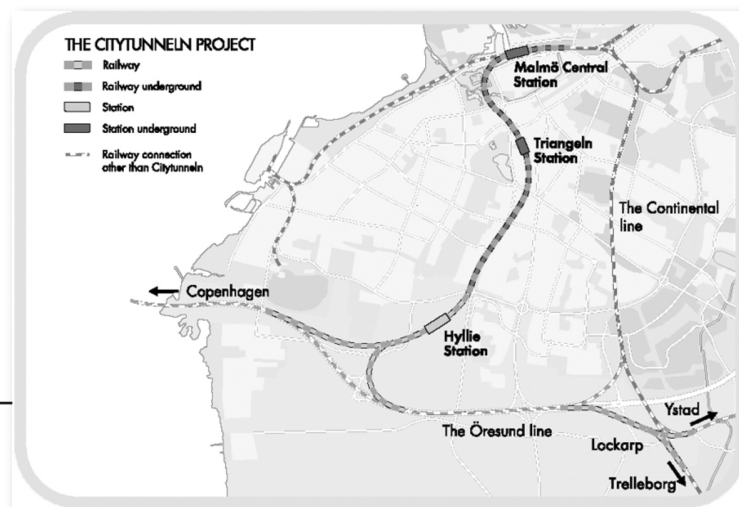 THE CITYTUNNELN PROJECT
Railway
Railway underground
Station
Station underground
Railway connection
other than Citytunneln
Malmö Central
Station
Triangeln
Station
The Continental
line
Copenhagen
Hyllie
Station
Ystad
The Öresund line
Lockarp
Trelleborg